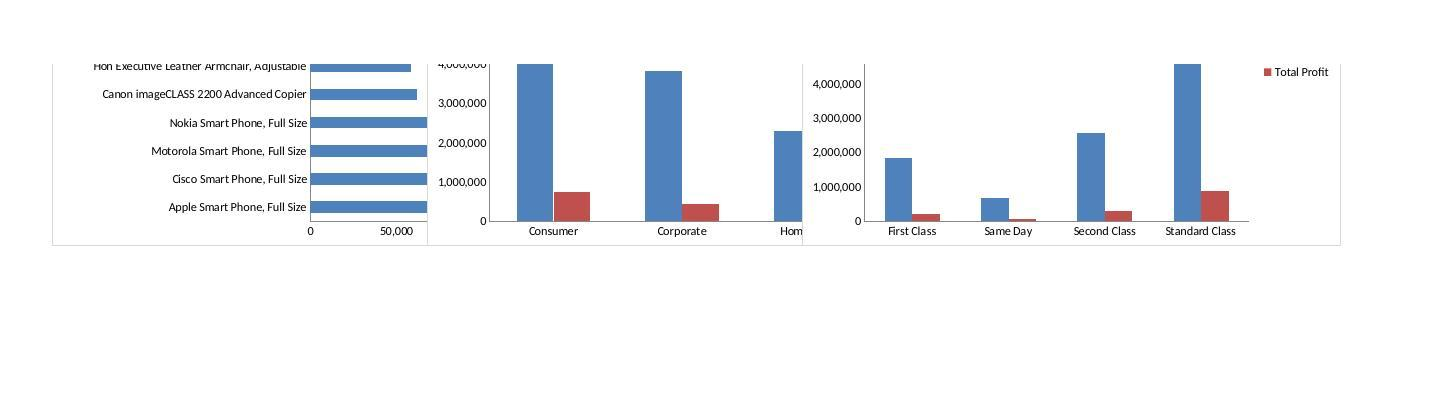 Hon Executive Leather Armchair, Adjustable
Canon imageCLASS 2200 Advanced Copier
Nokia Smart Phone, Full Size
Motorola Smart Phone, Full Size
Cisco Smart Phone, Full Size
Apple Smart Phone, Full Size
0
50,000
4,000,000
3,000,000
2,000,000
1,000,000
0
Consumer
Corporate
Hom
Total Profit
4,000,000
3,000,000
2,000,000
1,000,000
0
First Class
Same Day
Second Class
Standard Class